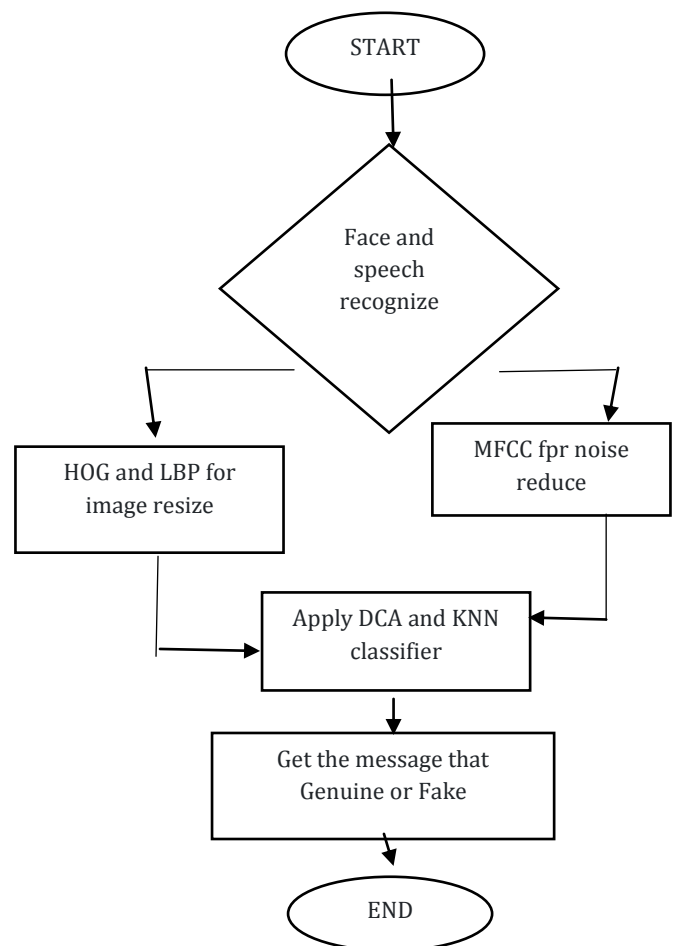 START
Face and
speech
recognize
HOG and LBP for
image resize
MFCC fpr noise
reduce
Apply DCA and KNN
classifier
Get the message that
Genuine or Fake
END